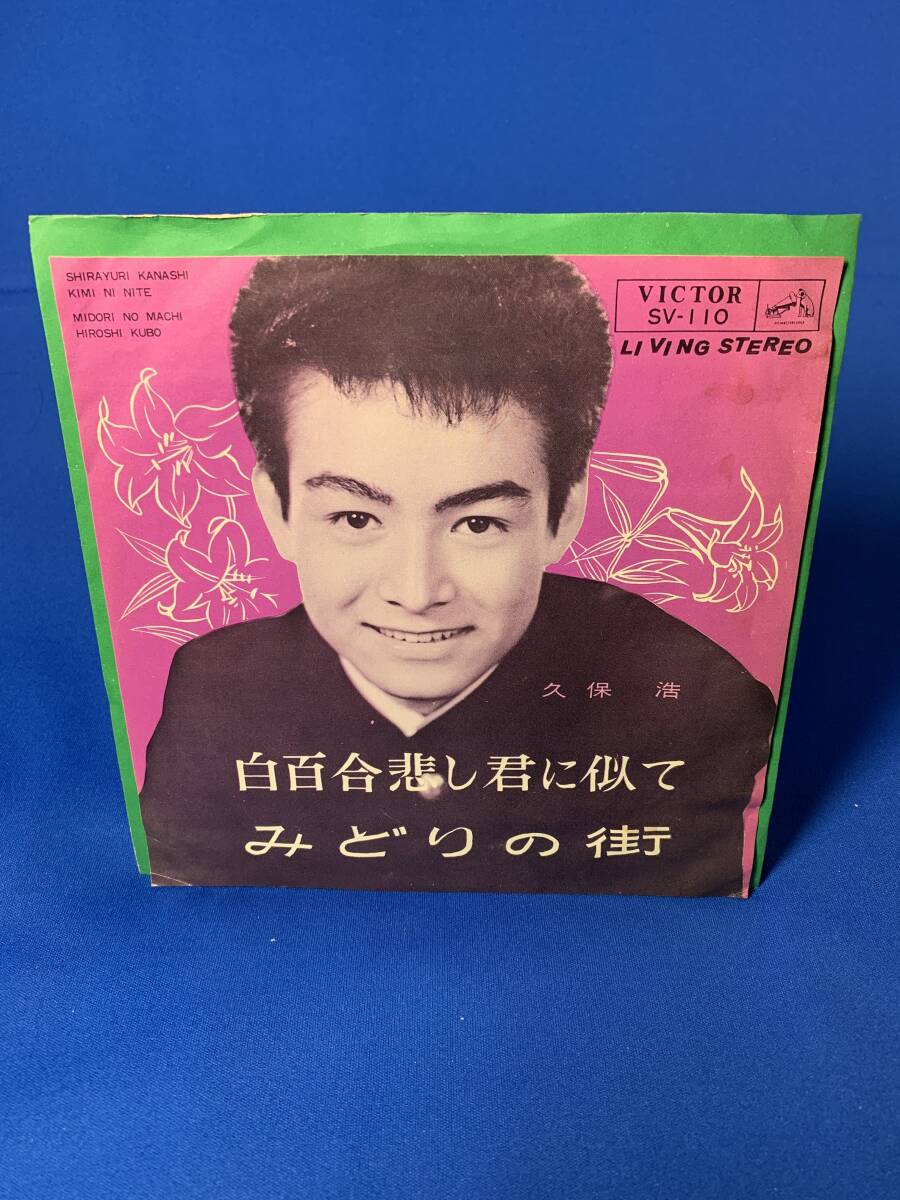 SHIRAYURI KANASHI
KIMI NI NITE
MIDORI NO MACHI
HIROSHI KUBO
VICTOR
SV-110
LIVING STEREO
久保 浩
白百合悲し君に似て
みどりの街